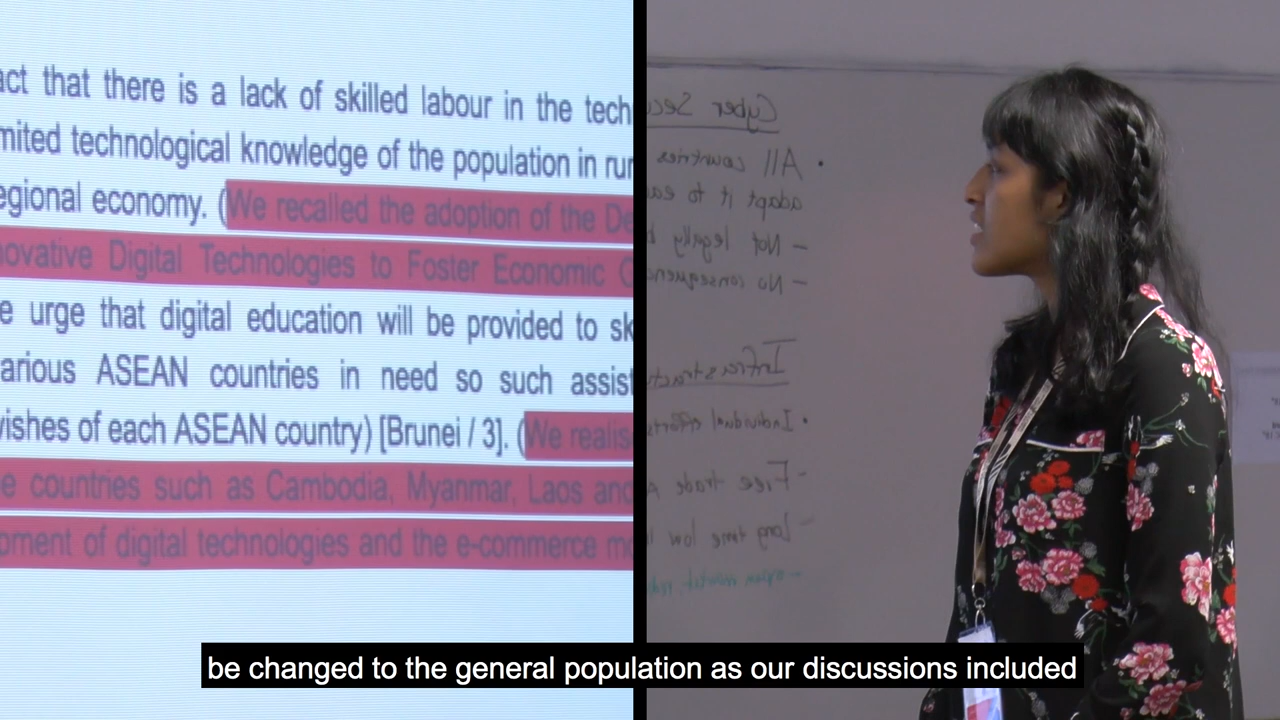 act that there is a lack of skilled labour in the tech
mited technological knowledge of the population in rur
egional economy. (We recalled the adoption of the De
novative Digital Technologies to Foster Economic G
e urge that digital education will be provided to sk
arious ASEAN countries in need so such assist
wishes of each ASEAN country) [Brunei / 3]. (We realis
e countries such as Cambodia, Myanmar, Laos and
pment of digital technologies and the e-commerce m
Cyber Secu
• All countries
adapt it to ea
- Not legally b
- No consequenc
Infrastructu
• Individual efforts
- Free trade a
- Long time low
be changed to the general population as our discussions included